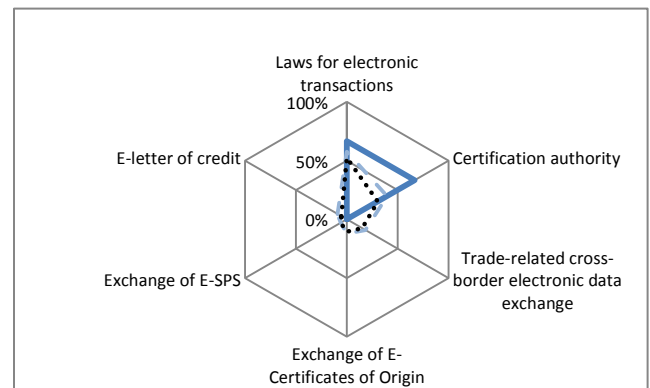 Laws for electronic
transactions
100%
E-letter of credit
50%
Certification authority
0%
Exchange of E-SPS
Trade-related cross-
border electronic data
exchange
Exchange of E-
Certificates of Origin